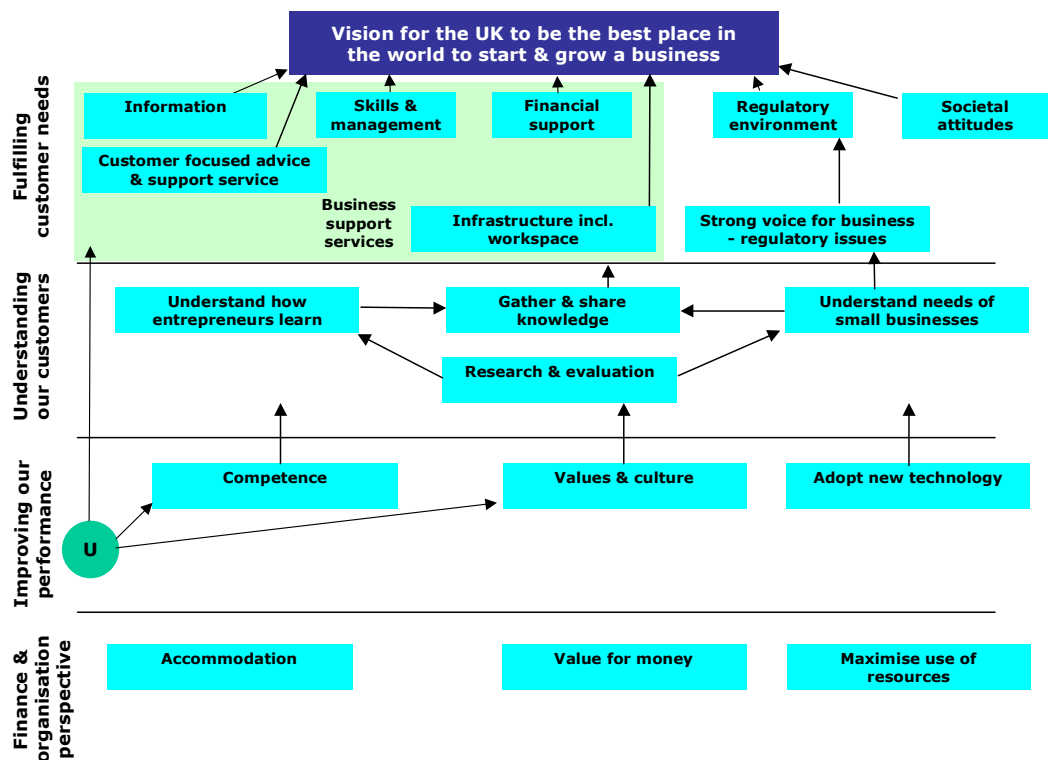 Vision for the UK to be the best place in
the world to start & grow a business
Fulfilling
customer needs
Information
Skills &
management
Financial
support
Regulatory
environment
Societal
attitudes
Customer focused advice
& support service
Business
support
services
Infrastructure incl.
workspace
Strong voice for business
- regulatory issues
Understanding
our customers
Understand how
entrepreneurs learn
Gather & share
knowledge
Understand needs of
small businesses
Research & evaluation
Improving our
performance
Competence
Values & culture
Adopt new technology
U
Finance &
organisation
perspective
Accommodation
Value for money
Maximise use of
resources